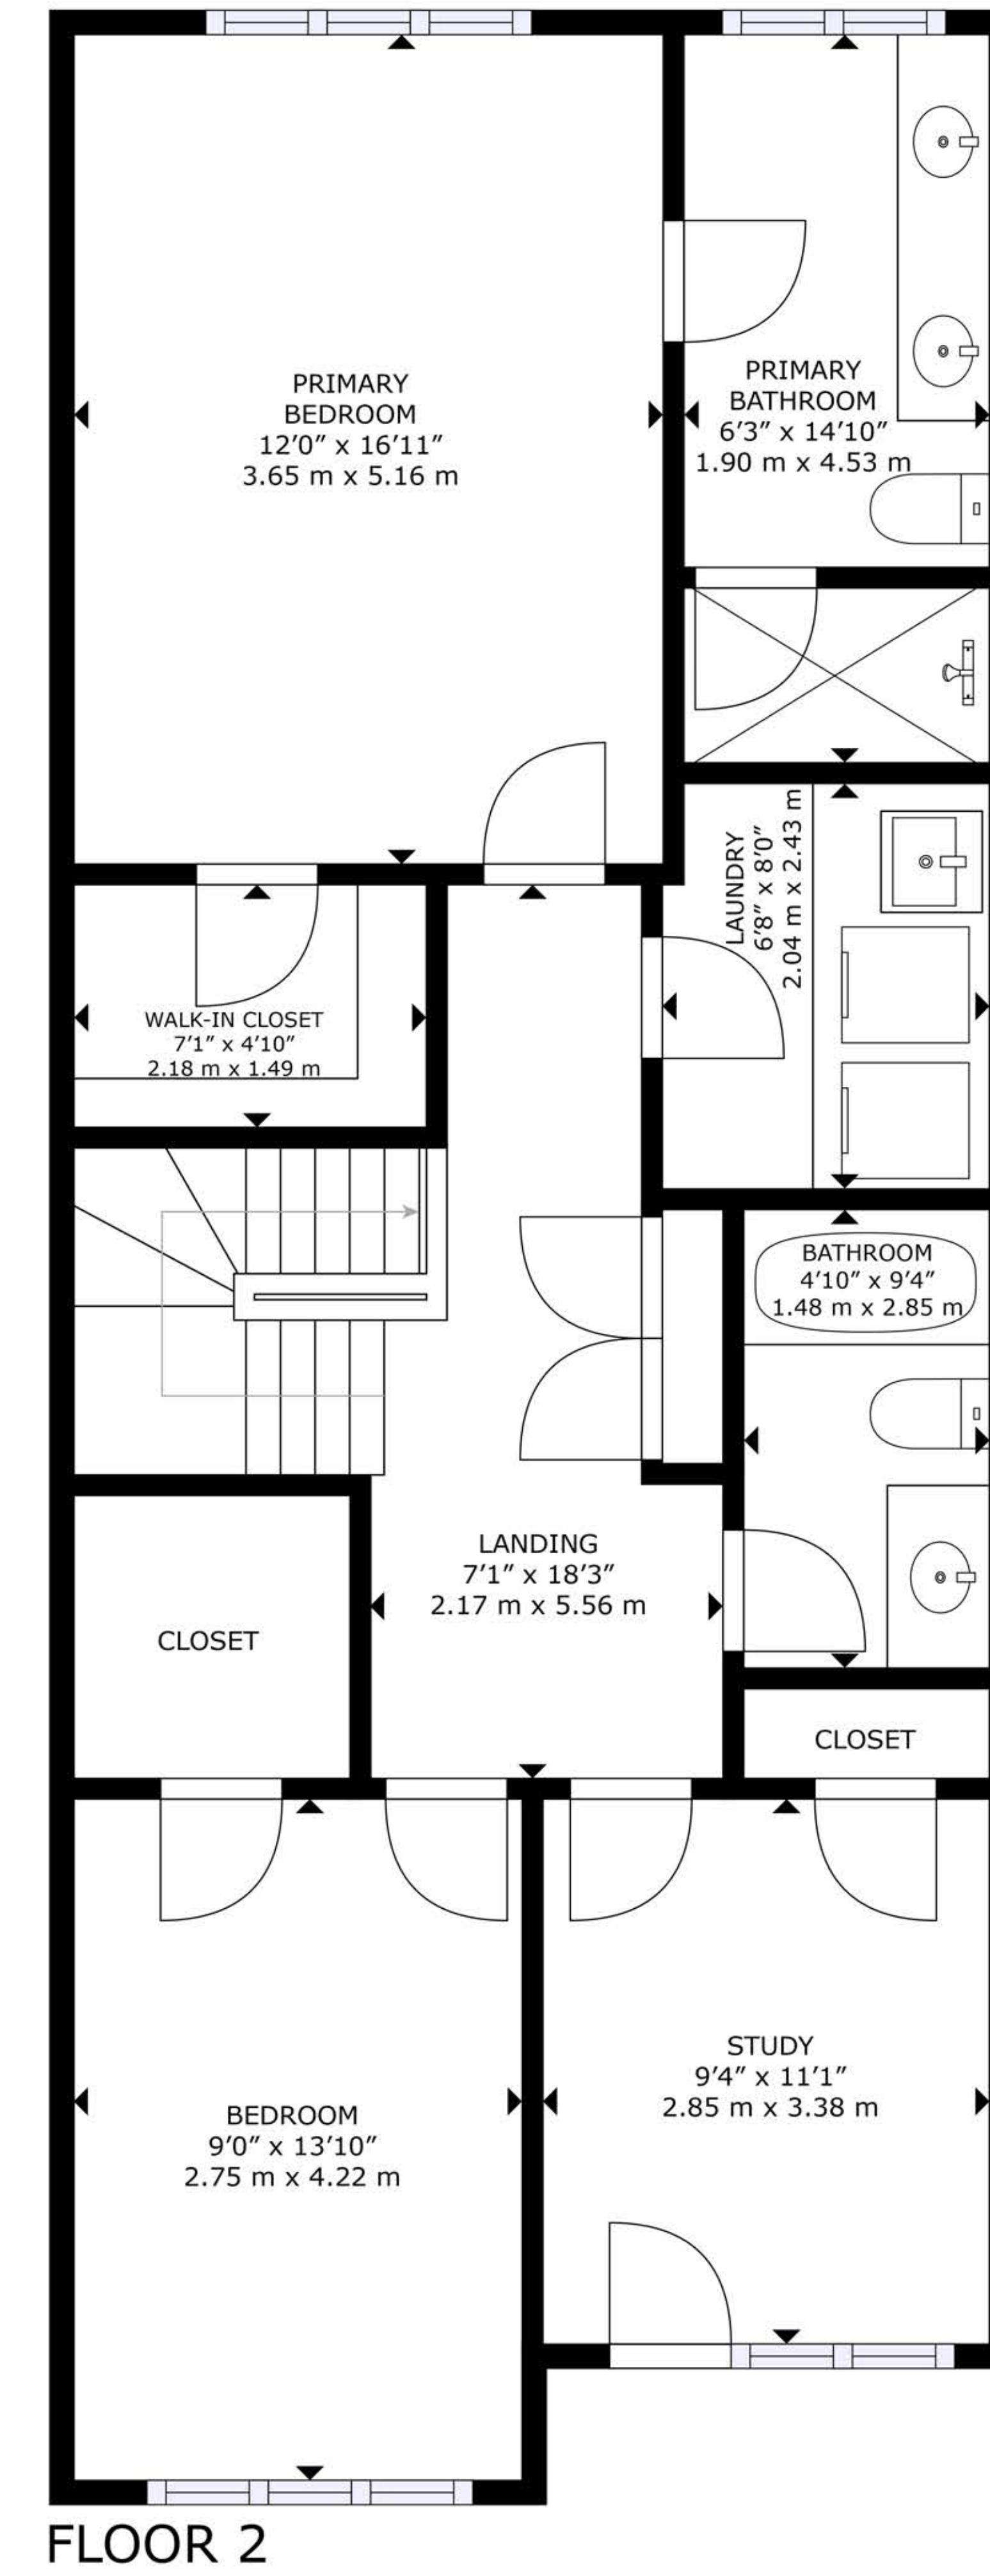 PRIMARY
BEDROOM
12’0” x 16’11”
3.65 m x 5.16 m
PRIMARY
BATHROOM
6’3” x 14’10”
1.90 m x 4.53 m
LAUNDRY
6’8” x 8’0”
2.04 m x 2.43 m
WALK-IN CLOSET
7’1” x 4’10”
2.18 m x 1.49 m
BATHROOM
4’10” x 9’4”
1.48 m x 2.85 m
LANDING
7’1” x 18’3”
2.17 m x 5.56 m
CLOSET
CLOSET
STUDY
9’4” x 11’1”
2.85 m x 3.38 m
BEDROOM
9’0” x 13’10”
2.75 m x 4.22 m
FLOOR 2